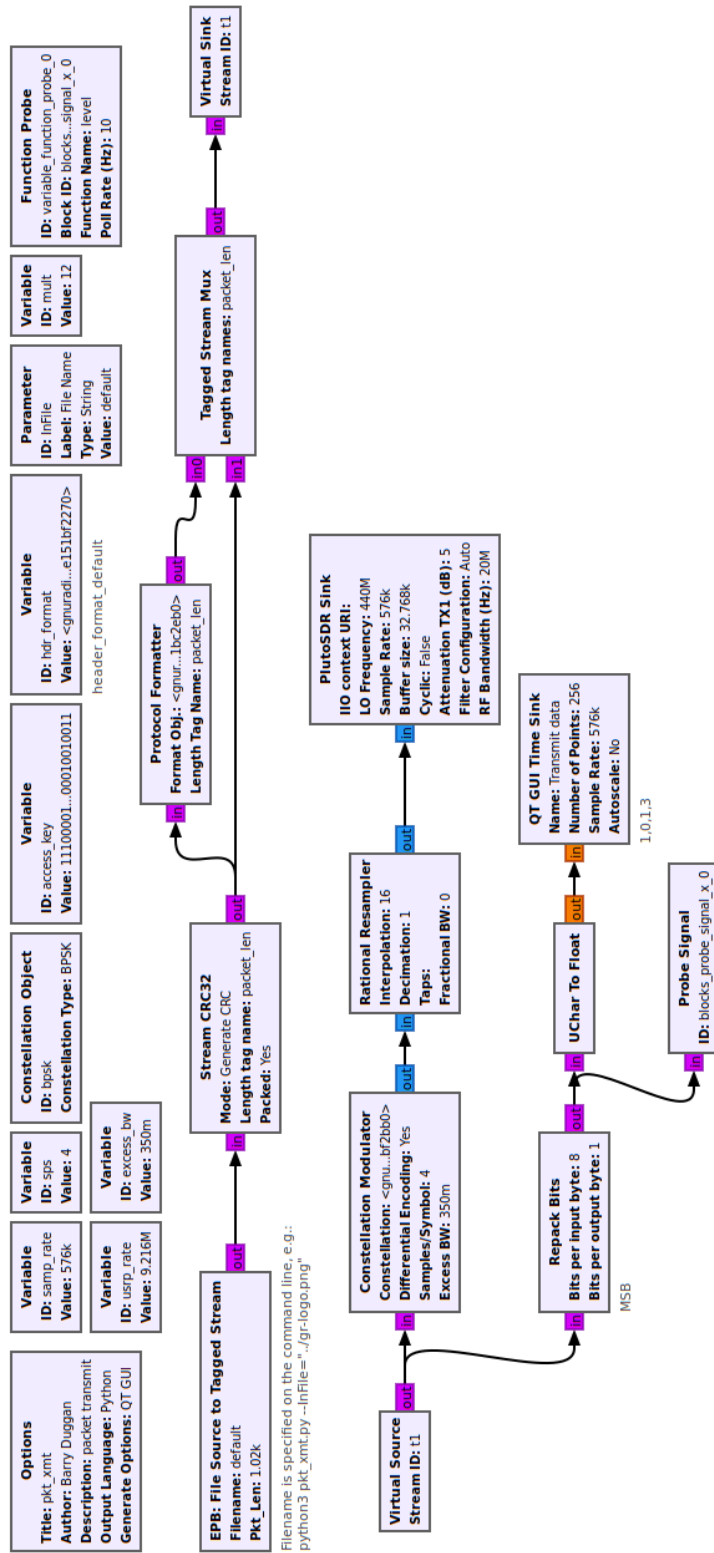 Options
Title: pkt_xmt
Author: Barry Duggan
Description: packet transmit
Output Language: Python
Generate Options: QT GUI
Variable
ID: samp_rate
Value: 576k
Variable
ID: sps
Value: 4
Constellation Object
ID: bpsk
Constellation Type: BPSK
Variable
ID: access_key
Value: 11100001...00010010011
Variable
ID: hdr_format
Value: <gnuradi...e151bf2270>
header_format_default
Parameter
ID: InFile
Label: File Name
Type: String
Value: default
Variable
ID: mult
Value: 12
Function Probe
ID: variable_function_probe_0
Block ID: blocks...signal_x_0
Function Name: level
Poll Rate (Hz): 10
Variable
ID: usrp_rate
Value: 9.216M
Variable
ID: excess_bw
Value: 350m
EPB: File Source to Tagged Stream
Filename: default
Pkt_Len: 1.02k
out
Filename is specified on the command line, e.g.:
python3 pkt_xmt.py --InFile="../gr-logo.png"
in
Stream CRC32
Mode: Generate CRC
Length tag name: packet_len
Packed: Yes
out
in
Protocol Formatter
Format Obj.: <gnur...1bc2eb0>
Length Tag Name: packet_len
out
in0
in1
Tagged Stream Mux
Length tag names: packet_len
out
in
Virtual Sink
Stream ID: t1
Virtual Source
Stream ID: t1
out
in
Constellation Modulator
Constellation: <gnu...bf2bb0>
Differential Encoding: Yes
Samples/Symbol: 4
Excess BW: 350m
out
in
Rational Resampler
Interpolation: 16
Decimation: 1
Taps:
Fractional BW: 0
out
in
PlutoSDR Sink
IIO context URI:
LO Frequency: 440M
Sample Rate: 576k
Buffer size: 32.768k
Cyclic: False
Attenuation TX1 (dB): 5
Filter Configuration: Auto
RF Bandwidth (Hz): 20M
in
Repack Bits
Bits per input byte: 8
Bits per output byte: 1
out
MSB
in
UChar To Float
out
in
QT GUI Time Sink
Name: Transmit data
Number of Points: 256
Sample Rate: 576k
Autoscale: No
1,0,1,3
in
Probe Signal
ID: blocks_probe_signal_x_0